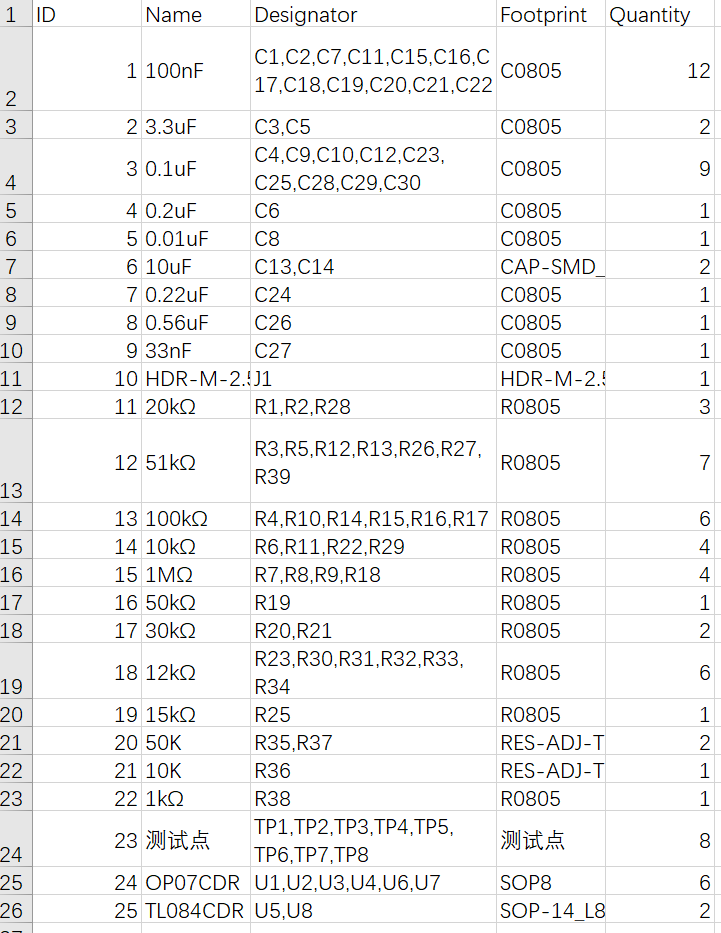 1 ID Name Designator Footprint Quantity
2 1 100nF C1,C2,C7,C11,C15,C16,C
17,C18,C19,C20,C21,C22 C0805 12
3 2 3.3uF C3,C5 C0805 2
4 3 0.1uF C4,C9,C10,C12,C23,
C25,C28,C29,C30 C0805 9
5 4 0.2uF C6 C0805 1
6 5 0.01uF C8 C0805 1
7 6 10uF C13,C14 CAP-SMD_ 2
8 7 0.22uF C24 C0805 1
9 8 0.56uF C26 C0805 1
10 9 33nF C27 C0805 1
11 10 HDR-M-2.5 J1 HDR-M-2.5 1
12 11 20kΩ R1,R2,R28 R0805 3
13 12 51kΩ R3,R5,R12,R13,R26,R27,
R39 R0805 7
14 13 100kΩ R4,R10,R14,R15,R16,R17 R0805 6
15 14 10kΩ R6,R11,R22,R29 R0805 4
16 15 1MΩ R7,R8,R9,R18 R0805 4
17 16 50kΩ R19 R0805 1
18 17 30kΩ R20,R21 R0805 2
19 18 12kΩ R23,R30,R31,R32,R33,
R34 R0805 6
20 19 15kΩ R25 R0805 1
21 20 50K R35,R37 RES-ADJ-T 2
22 21 10K R36 RES-ADJ-T 1
23 22 1kΩ R38 R0805 1
24 23 测试点 TP1,TP2,TP3,TP4,TP5,
TP6,TP7,TP8 测试点 8
25 24 OP07CDR U1,U2,U3,U4,U6,U7 SOP8 6
26 25 TL084CDR U5,U8 SOP-14_L8 2